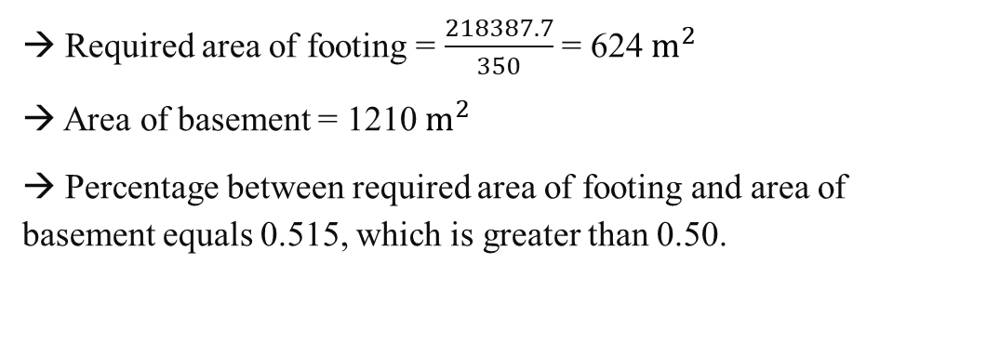 → Required area of footing = 218387.7/350 = 624 m²
→ Area of basement = 1210 m²
→ Percentage between required area of footing and area of
basement equals 0.515, which is greater than 0.50.